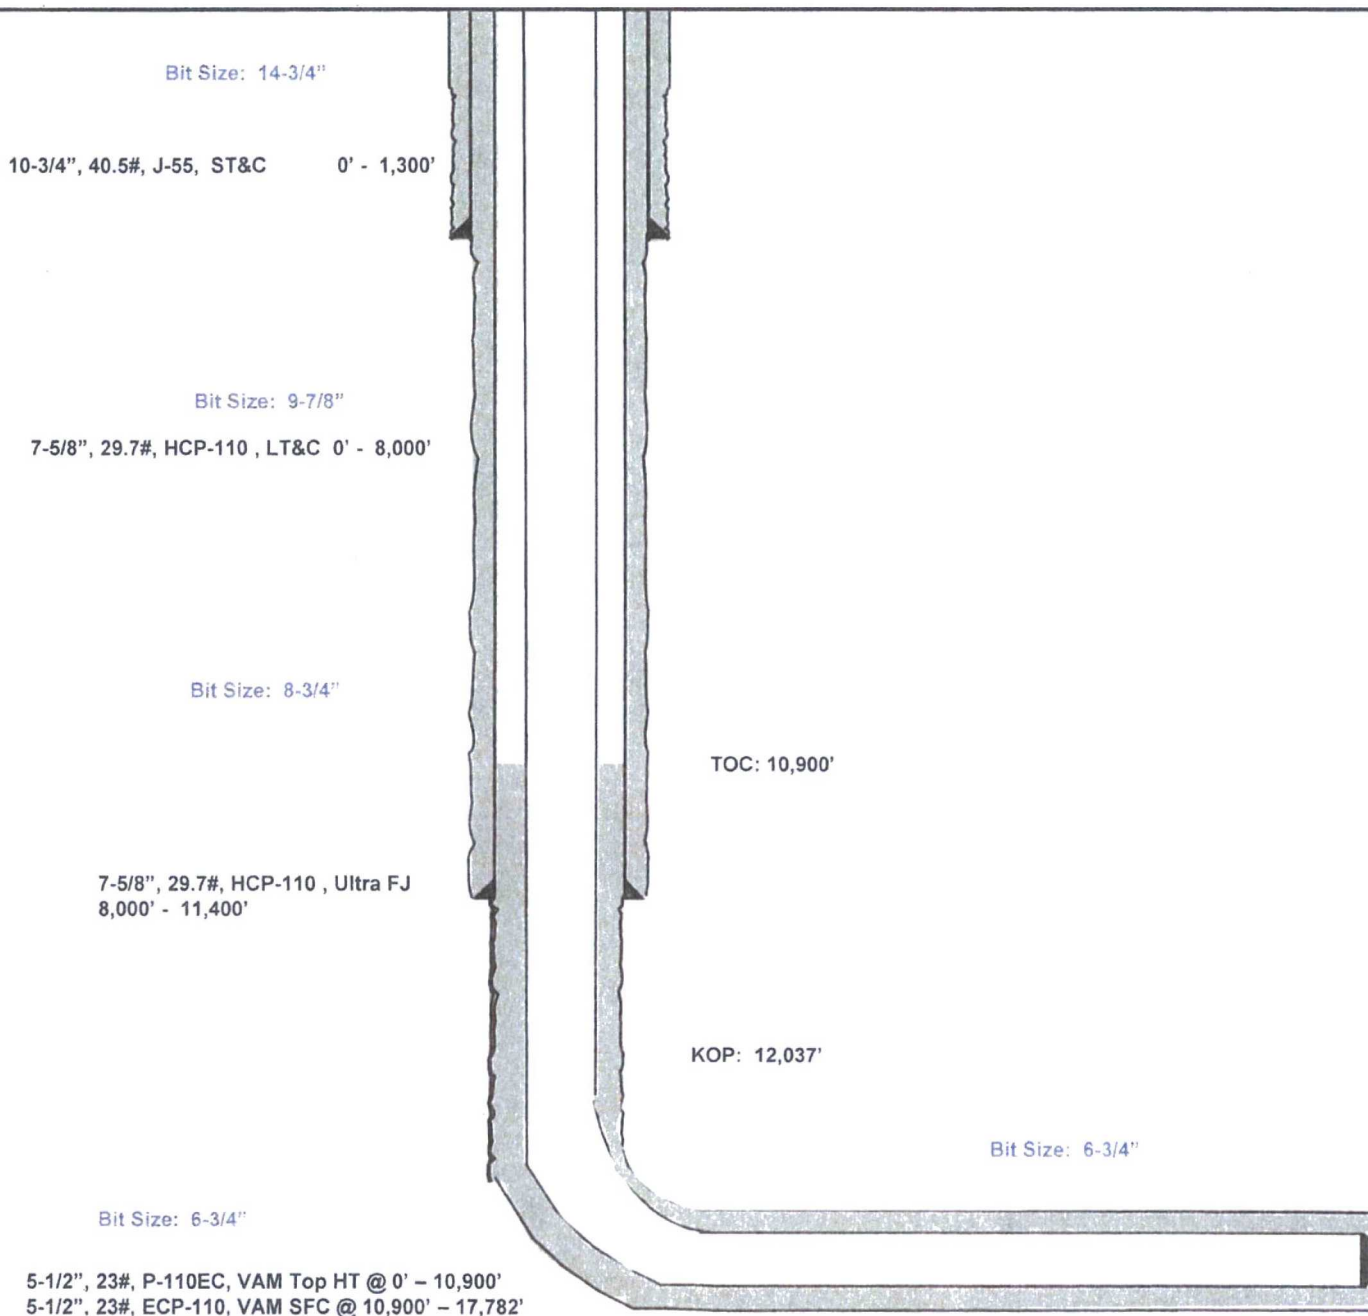 Bit Size: 14-3/4”
10-3/4”, 40.5#, J-55, ST&C 0’ - 1,300’
Bit Size: 9-7/8”
7-5/8”, 29.7#, HCP-110 , LT&C 0’ - 8,000’
Bit Size: 8-3/4”
TOC: 10,900’
7-5/8”, 29.7#, HCP-110 , Ultra FJ
8,000’ - 11,400’
KOP: 12,037’
Bit Size: 6-3/4”
Bit Size: 6-3/4”
5-1/2”, 23#, P-110EC, VAM Top HT @ 0’ – 10,900’
5-1/2”, 23#, ECP-110, VAM SFC @ 10,900’ – 17,782’